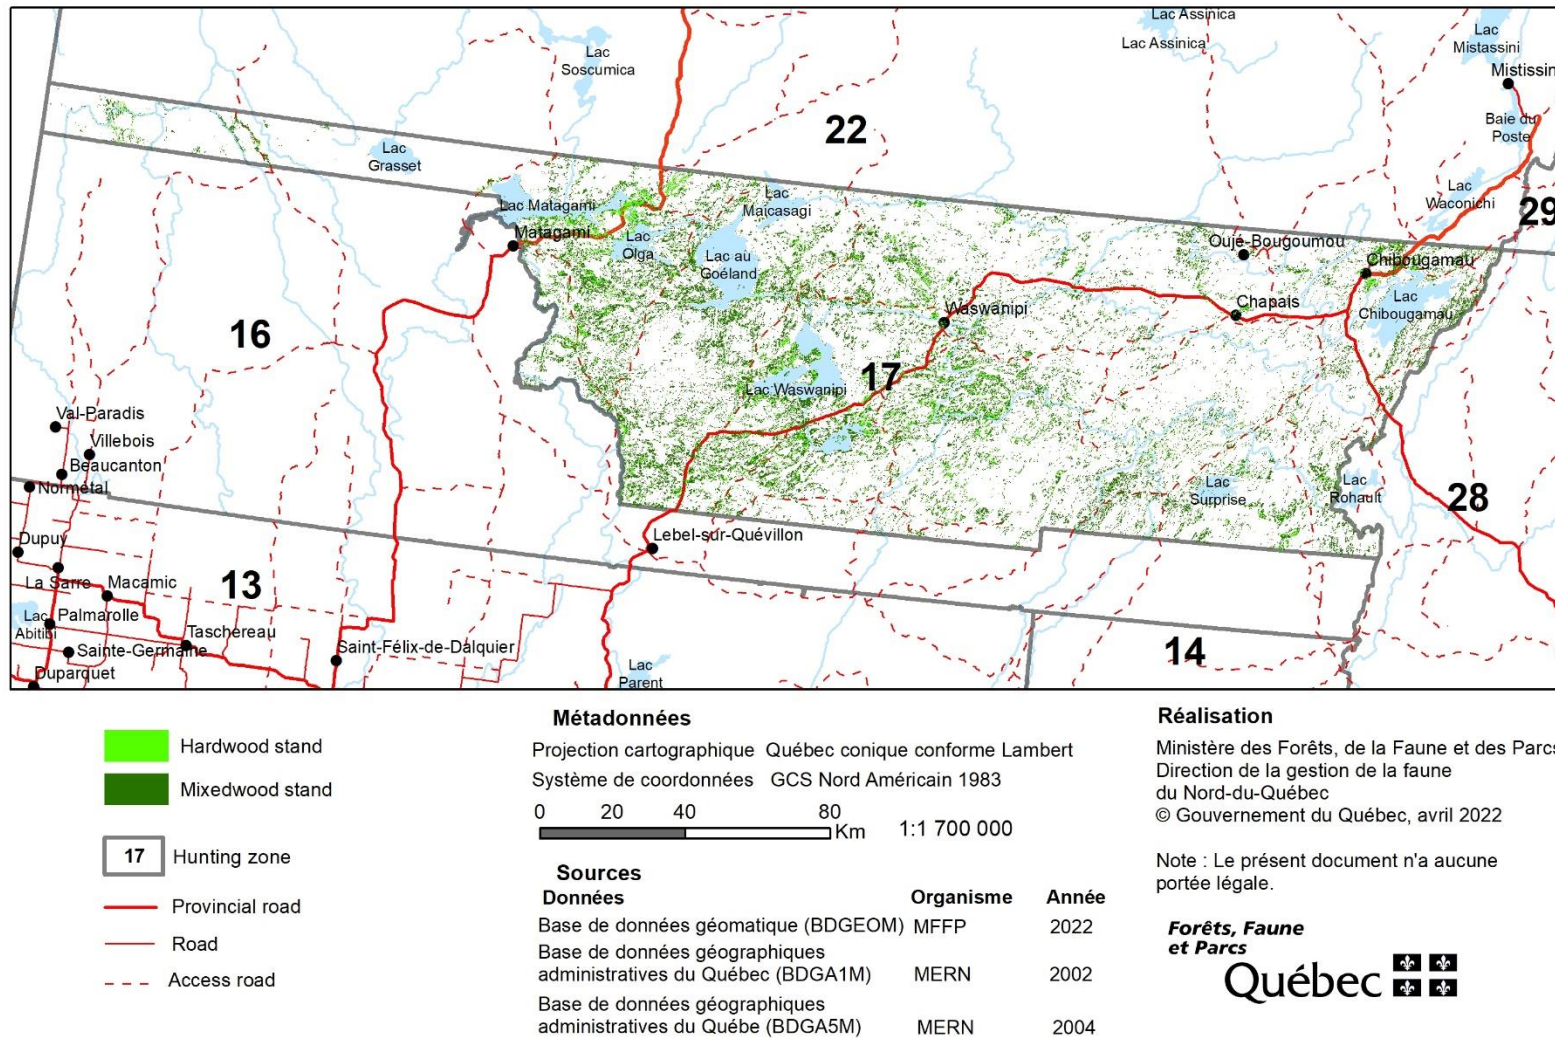 Lac Assinica
Lac Assinica
Lac
Mistassini
Mistissin
Lac
Soscumica
22
Baie du
Poste
Lac
Grasset
Lac
Waconichi
29
Lac Matagami
Lac
Maicasagi
Matagami
Lac
Olga
Lac au
Goéland
Oujé-Bougoumou
Chibougamau
Lac
Chibougamau
Waswanipi
Chapais
16
17
Lac Waswanipi
Val-Paradis
Villebois
Beaucanton
Normétal
Lac
Surprise
Lac
Rohault
28
Dupuy
Lebel-sur-Quévillon
La Sarre
Macamic
13
Lac
Abitibi
Palmarolle
Taschereau
Sainte-Germaine
Saint-Félix-de-Dalquier
14
Duparquet
Lac
Parent
Hardwood stand
Mixedwood stand
17 Hunting zone
Provincial road
Road
Access road
Métadonnées
Projection cartographique Québec conique conforme Lambert
Système de coordonnées GCS Nord Américain 1983
0 20 40 80
Km 1:1 700 000
Sources
Données Organisme Année
Base de données géomatique (BDGEOM) MFFP 2022
Base de données géographiques
administratives du Québec (BDGA1M) MERN 2002
Base de données géographiques
administratives du Québe (BDGA5M) MERN 2004
Réalisation
Ministère des Forêts, de la Faune et des Parcs
Direction de la gestion de la faune
du Nord-du-Québec
© Gouvernement du Québec, avril 2022
Note : Le présent document n'a aucune
portée légale.
Forêts, Faune
et Parcs
Québec